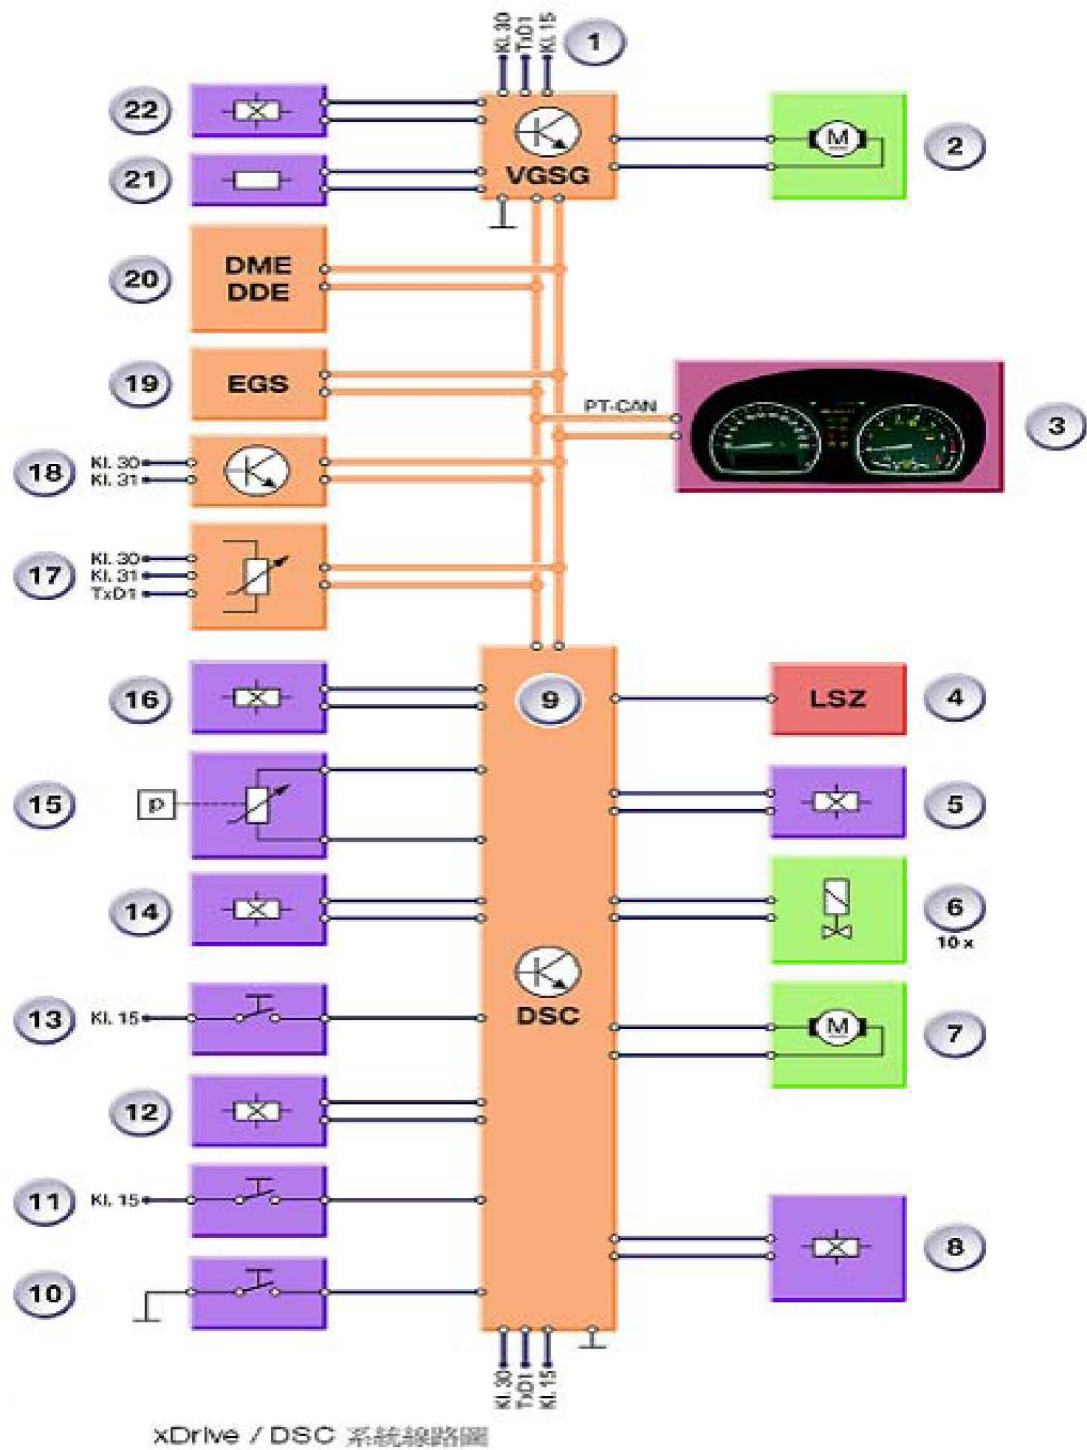 Kl. 30
TxD1
Kl. 15
1
22
VGSG
M
2
21
20
DME
DDE
19
EGS
PT-CAN
3
18
Kl. 30
Kl. 31
17
Kl. 30
Kl. 31
TxD1
16
9
LSZ
4
15
p
5
14
6
10 x
DSC
13
Kl. 15
M
7
12
11
Kl. 15
8
10
Kl. 30
TxD1
Kl. 15
xDrive / DSC 系統線路圖